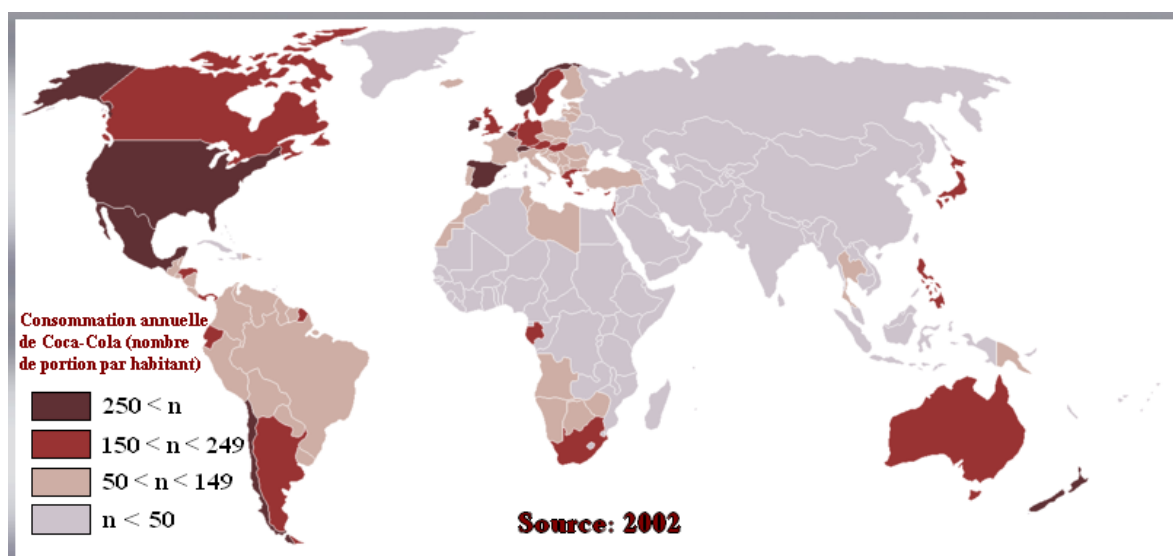 Consommation annuelle
de Coca-Cola (nombre
de portion par habitant)
250 < n
150 < n < 249
50 < n < 149
n < 50
Source: 2002